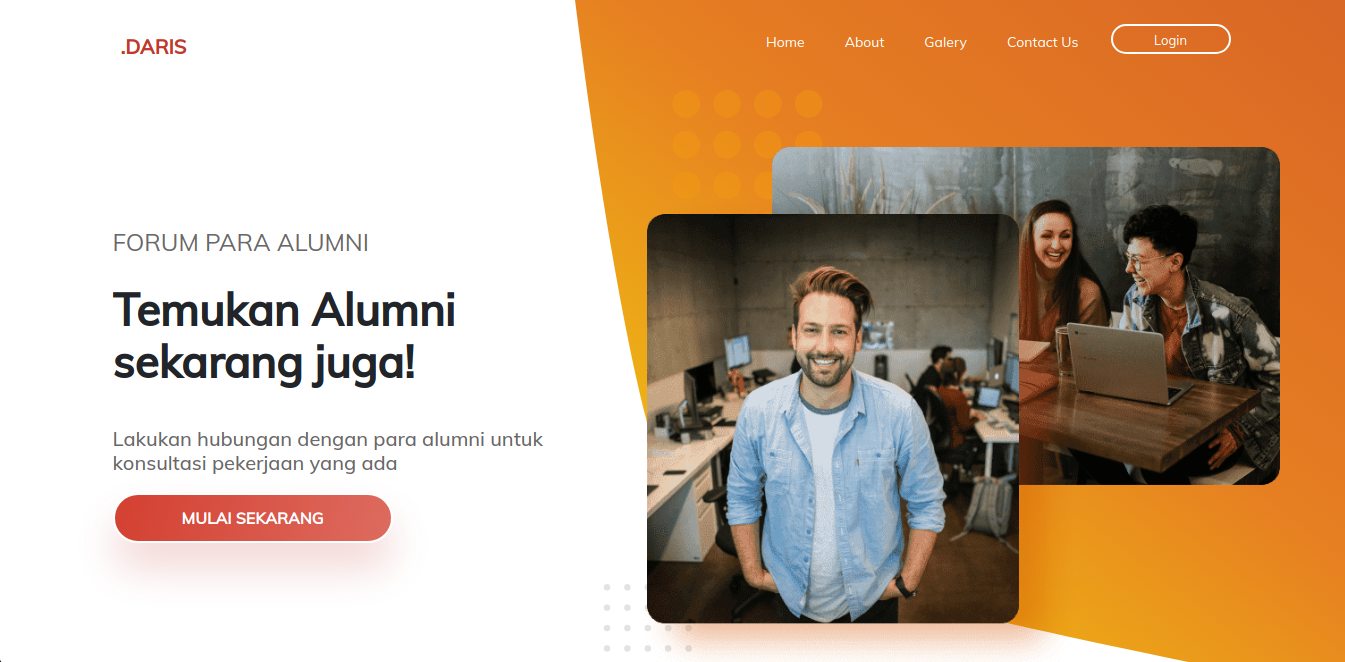 .DARIS
Home
About
Galery
Contact Us
Login
FORUM PARA ALUMNI
Temukan Alumni
sekarang juga!
Lakukan hubungan dengan para alumni untuk
konsultasi pekerjaan yang ada
MULAI SEKARANG